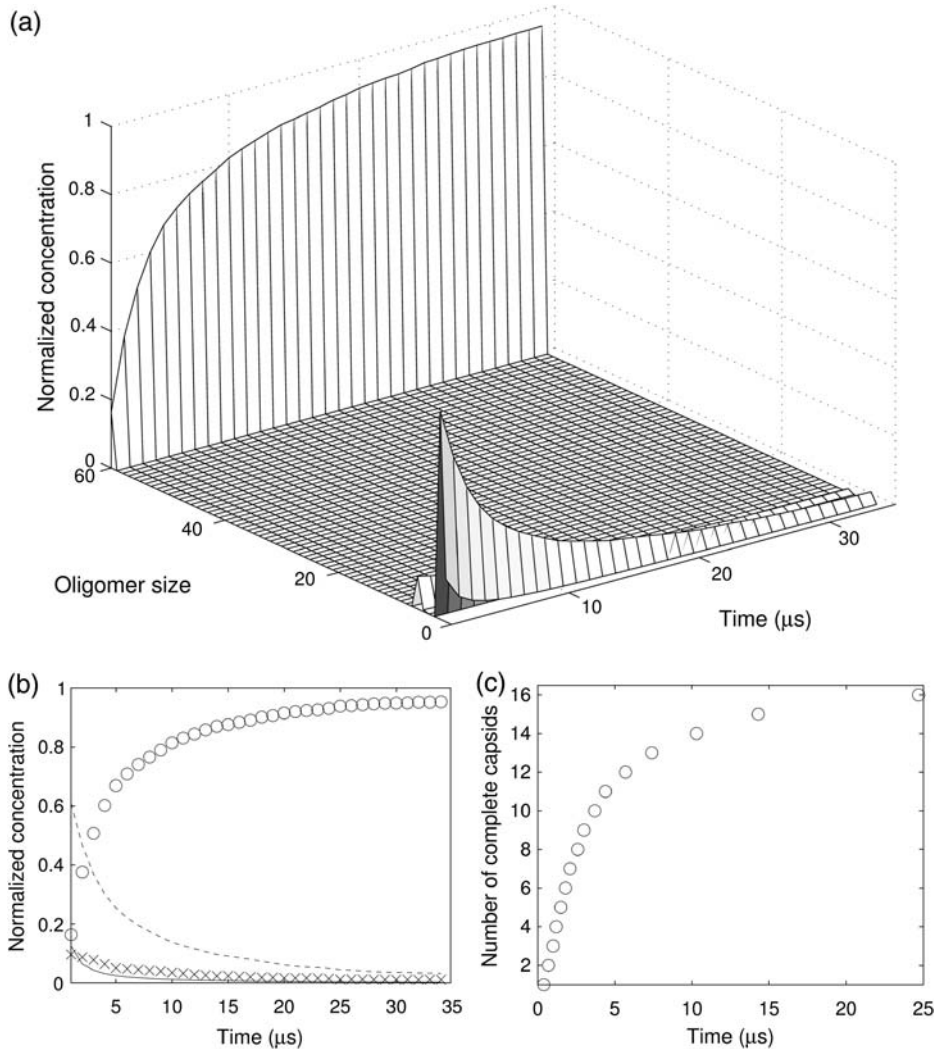 (a)
Normalized concentration
1
0.8
0.6
0.4
0.2
0
60
40
20
0
Oligomer size
10
20
30
Time (μs)
(b)
Normalized concentration
1
0.8
0.6
0.4
0.2
0
5 10 15 20 25 30 35
Time (μs)
(c)
Number of complete capsids
16
14
12
10
8
6
4
2
0 5 10 15 20 25
Time (μs)